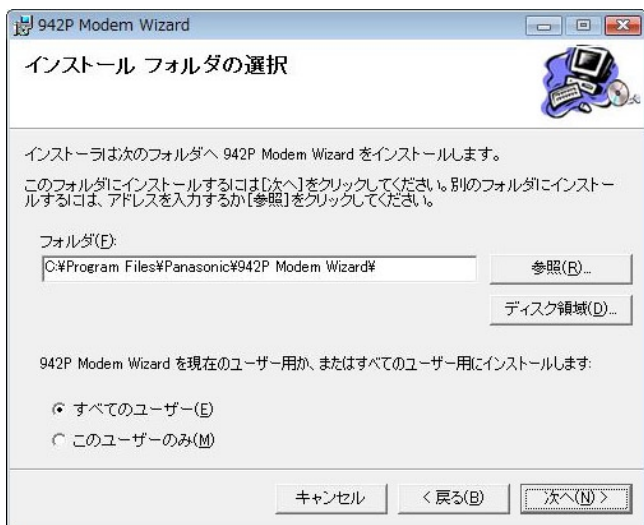 942P Modem Wizard
インストール フォルダの選択
インストーラは次のフォルダへ 942P Modem Wizard をインストールします。
このフォルダにインストールするには[次へ]をクリックしてください。別のフォルダにインストー
ルするには、アドレスを入力するか[参照]をクリックしてください。
フォルダ(F):
C:¥Program Files¥Panasonic¥942P Modem Wizard¥
参照(R)...
ディスク領域(D)...
942P Modem Wizard を現在のユーザー用か、またはすべてのユーザー用にインストールします:
すべてのユーザー(E)
このユーザーのみ(M)
キャンセル
< 戻る(B)
次へ(N) >